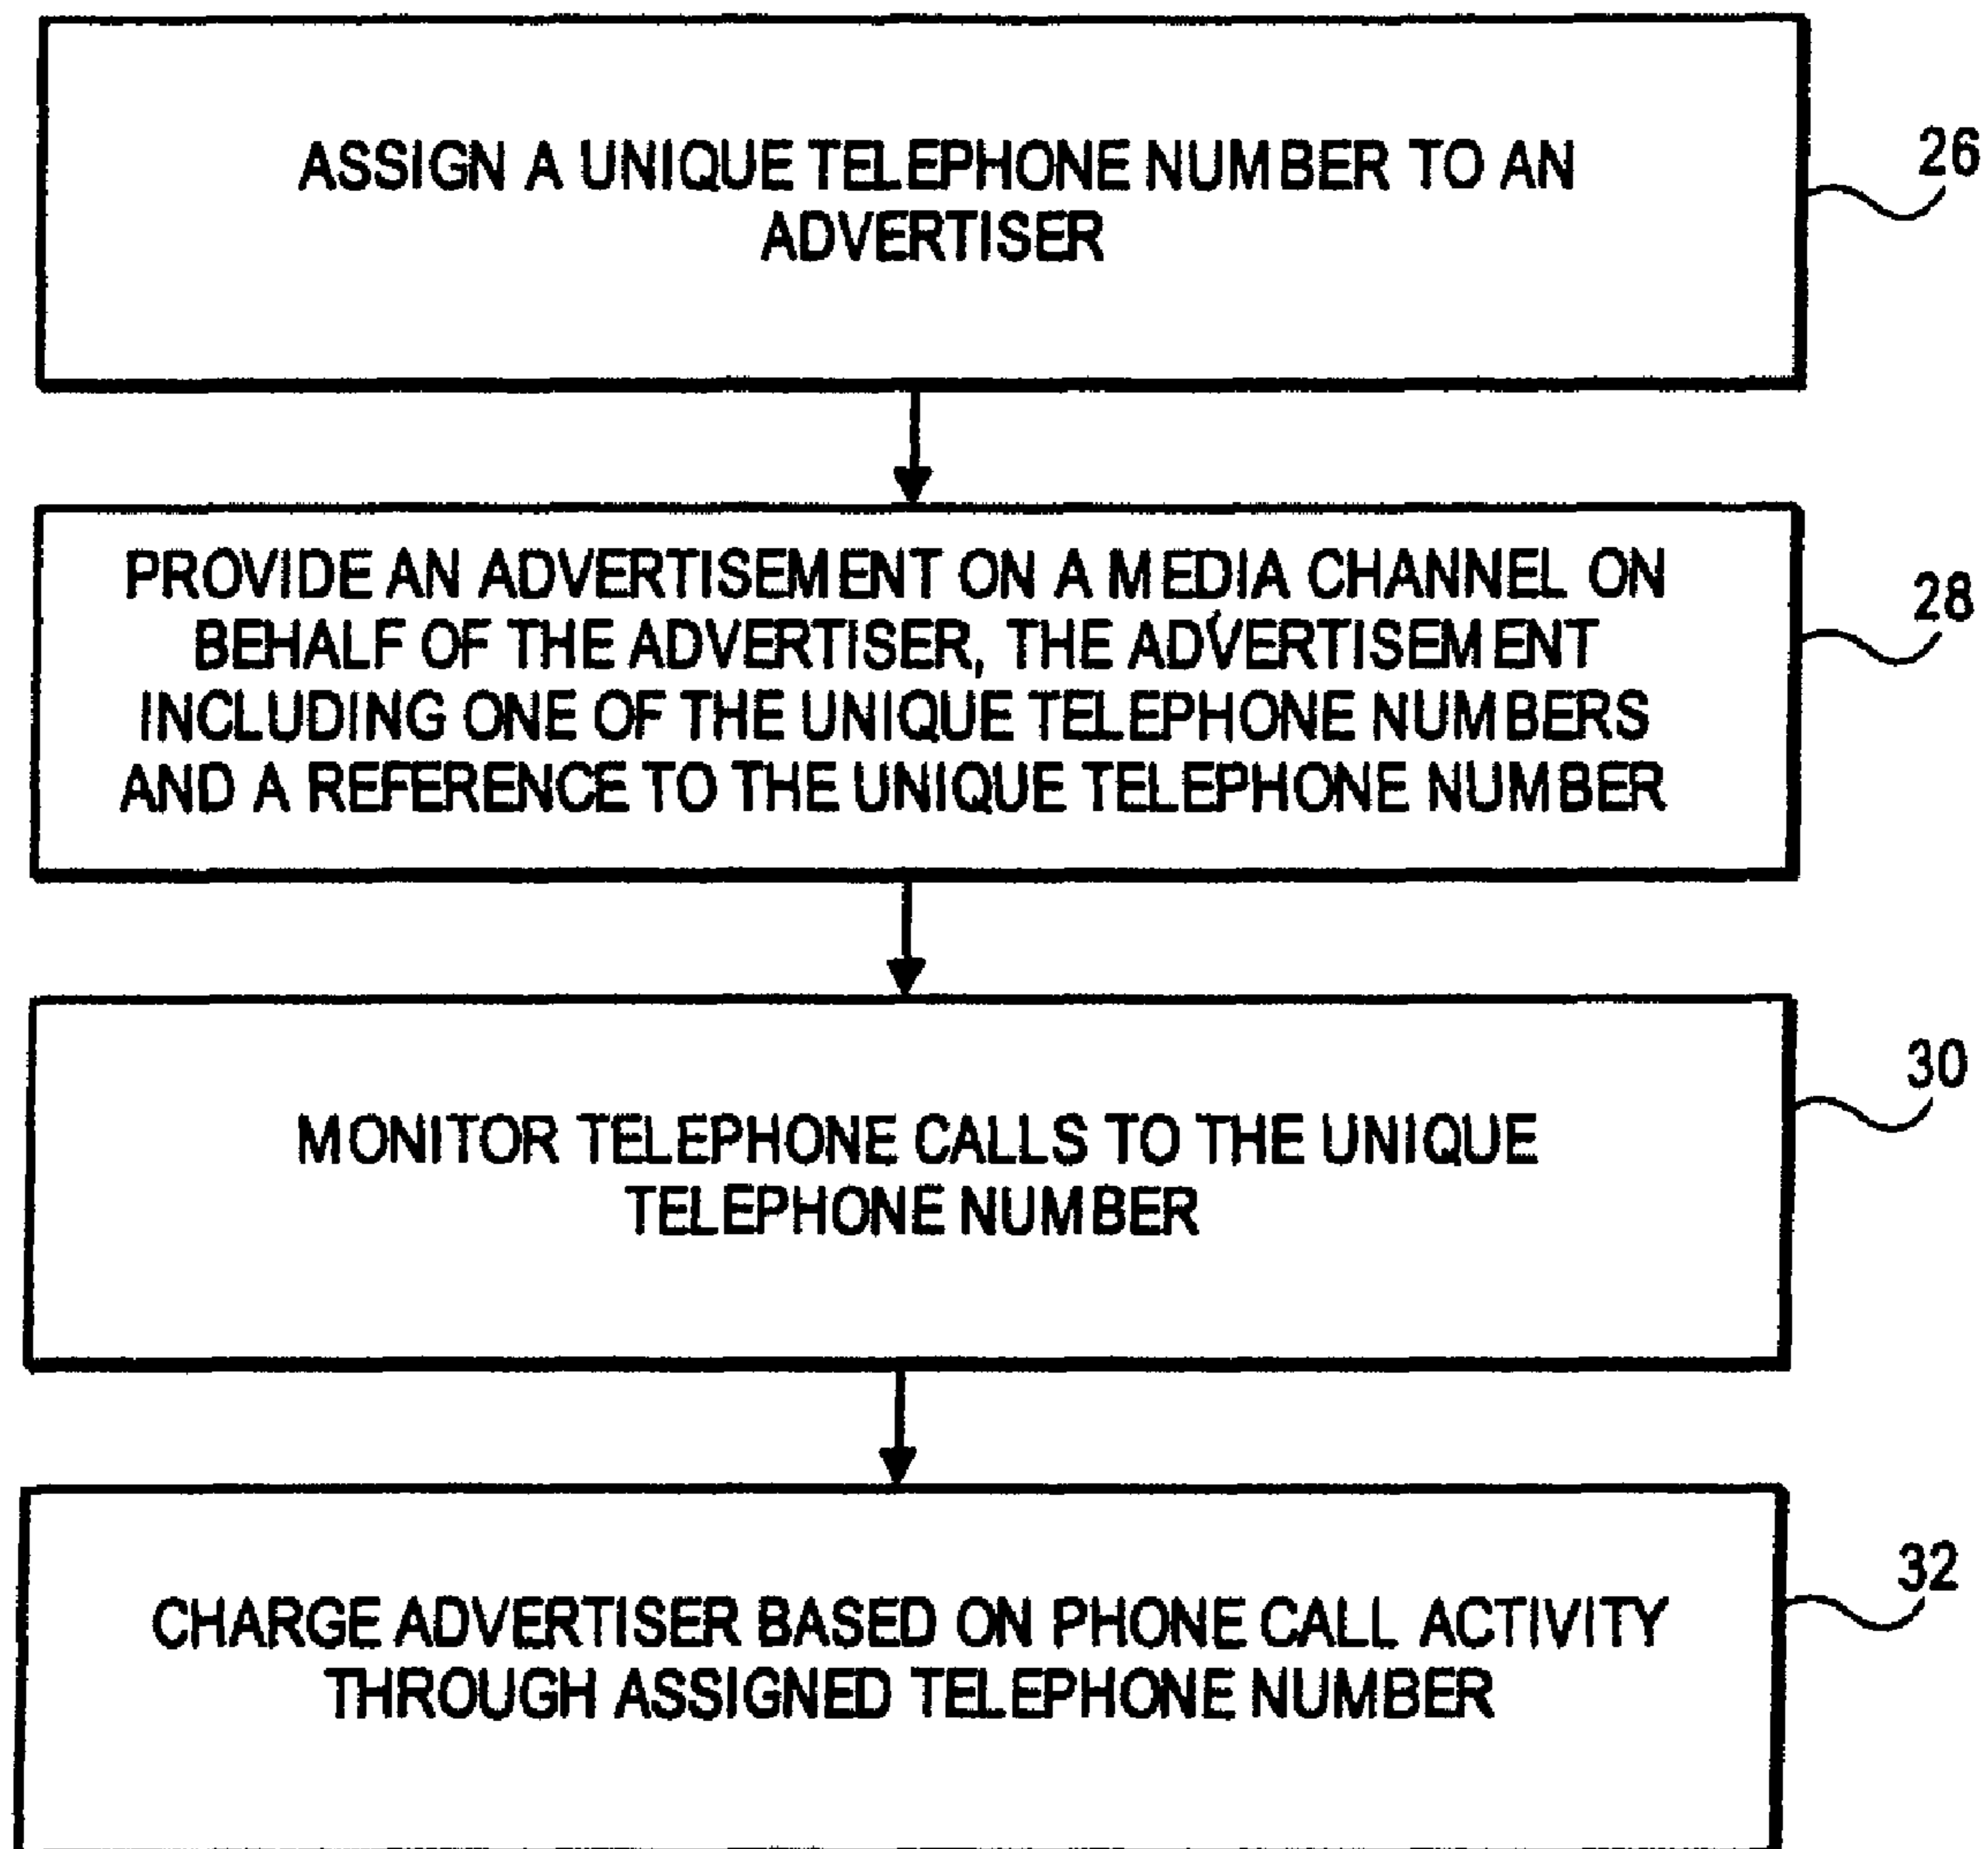 ASSIGN A UNIQUE TELEPHONE NUMBER TO AN
ADVERTISER
26
PROVIDE AN ADVERTISEMENT ON A MEDIA CHANNEL ON
BEHALF OF THE ADVERTISER, THE ADVERTISEMENT
INCLUDING ONE OF THE UNIQUE TELEPHONE NUMBERS
AND A REFERENCE TO THE UNIQUE TELEPHONE NUMBER
28
MONITOR TELEPHONE CALLS TO THE UNIQUE
TELEPHONE NUMBER
30
CHARGE ADVERTISER BASED ON PHONE CALL ACTIVITY
THROUGH ASSIGNED TELEPHONE NUMBER
32